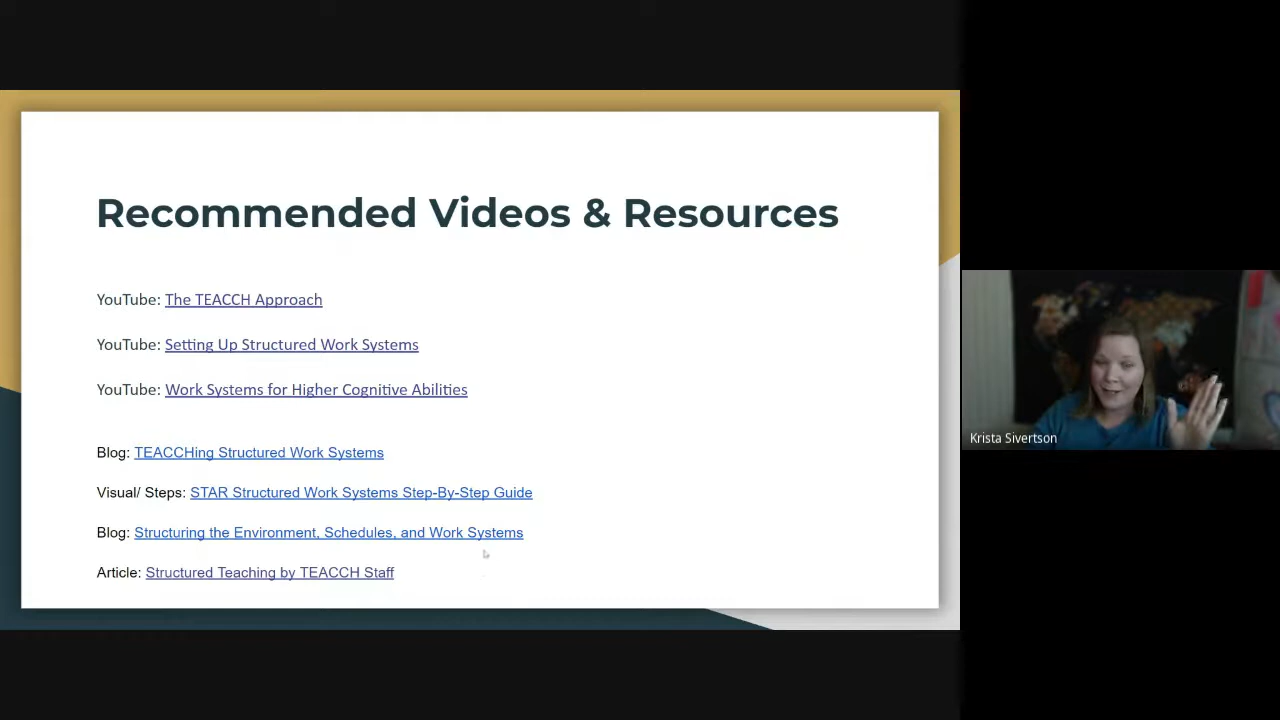 Recommended Videos & Resources
YouTube: The TEACCH Approach
YouTube: Setting Up Structured Work Systems
YouTube: Work Systems for Higher Cognitive Abilities
Blog: TEACCHing Structured Work Systems
Visual/ Steps: STAR Structured Work Systems Step-By-Step Guide
Blog: Structuring the Environment, Schedules, and Work Systems
Article: Structured Teaching by TEACCH Staff
Krista Sivertson